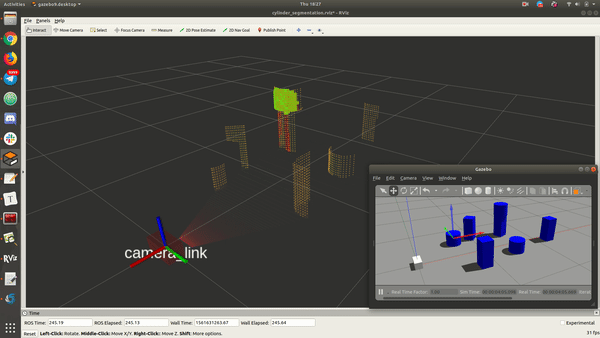 Activities gazebo9.desktop Thu 16:27
cylinder_segmentation.rviz* - RViz
File Panels Help
Interact Move Camera Select Focus Camera Measure 2D Pose Estimate 2D Nav Goal Publish Point
camera_link
Gazebo
File Edit Camera View Window Help
Real Time Factor: Sim Time: Real Time:
Time
ROS Time: 245.19 ROS Elapsed: 245.13 Wall Time: 1561631263.67 Wall Elapsed: 245.64 Experimental
Reset Left-Click: Rotate. Middle-Click: Move X/Y. Right-Click: Move Z. Shift: More options. 31 fps
RViz